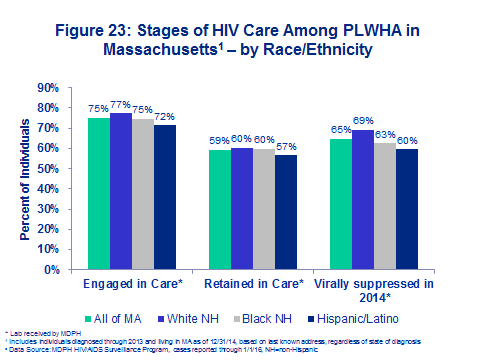 Figure 23: Stages of HIV Care Among PLWHA in
Massachusetts¹ – by Race/Ethnicity
Percent of Individuals
90%
80%
70%
60%
50%
40%
30%
20%
10%
0%
75% 77% 75% 72%
59% 60% 60% 57%
65% 69% 63% 60%
Engaged in Care* Retained in Care* Virally suppressed in
2014*
All of MA White NH Black NH Hispanic/Latino
* Lab received by MDPH
¹ Includes individuals diagnosed through 2013 and living in MA as of 12/31/14, based on last known address, regardless of state of diagnosis
* Data Source: MDPH HIV/AIDS Surveillance Program, cases reported through 1/1/16, NH=non-Hispanic